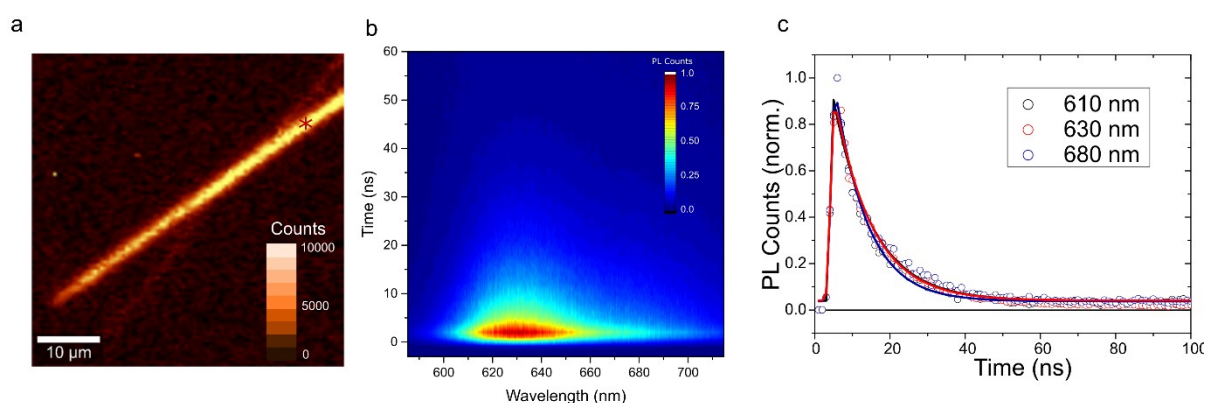 a
Counts
10000
5000
0
10 µm
b
60
50
40
30
20
10
0
Time (ns)
PL Counts
1.0
0.75
0.50
0.25
0.0
600 620 640 660 680 700
Wavelength (nm)
c
1.0
0.8
0.6
0.4
0.2
0.0
PL Counts (norm.)
610 nm
630 nm
680 nm
0 20 40 60 80 100
Time (ns)